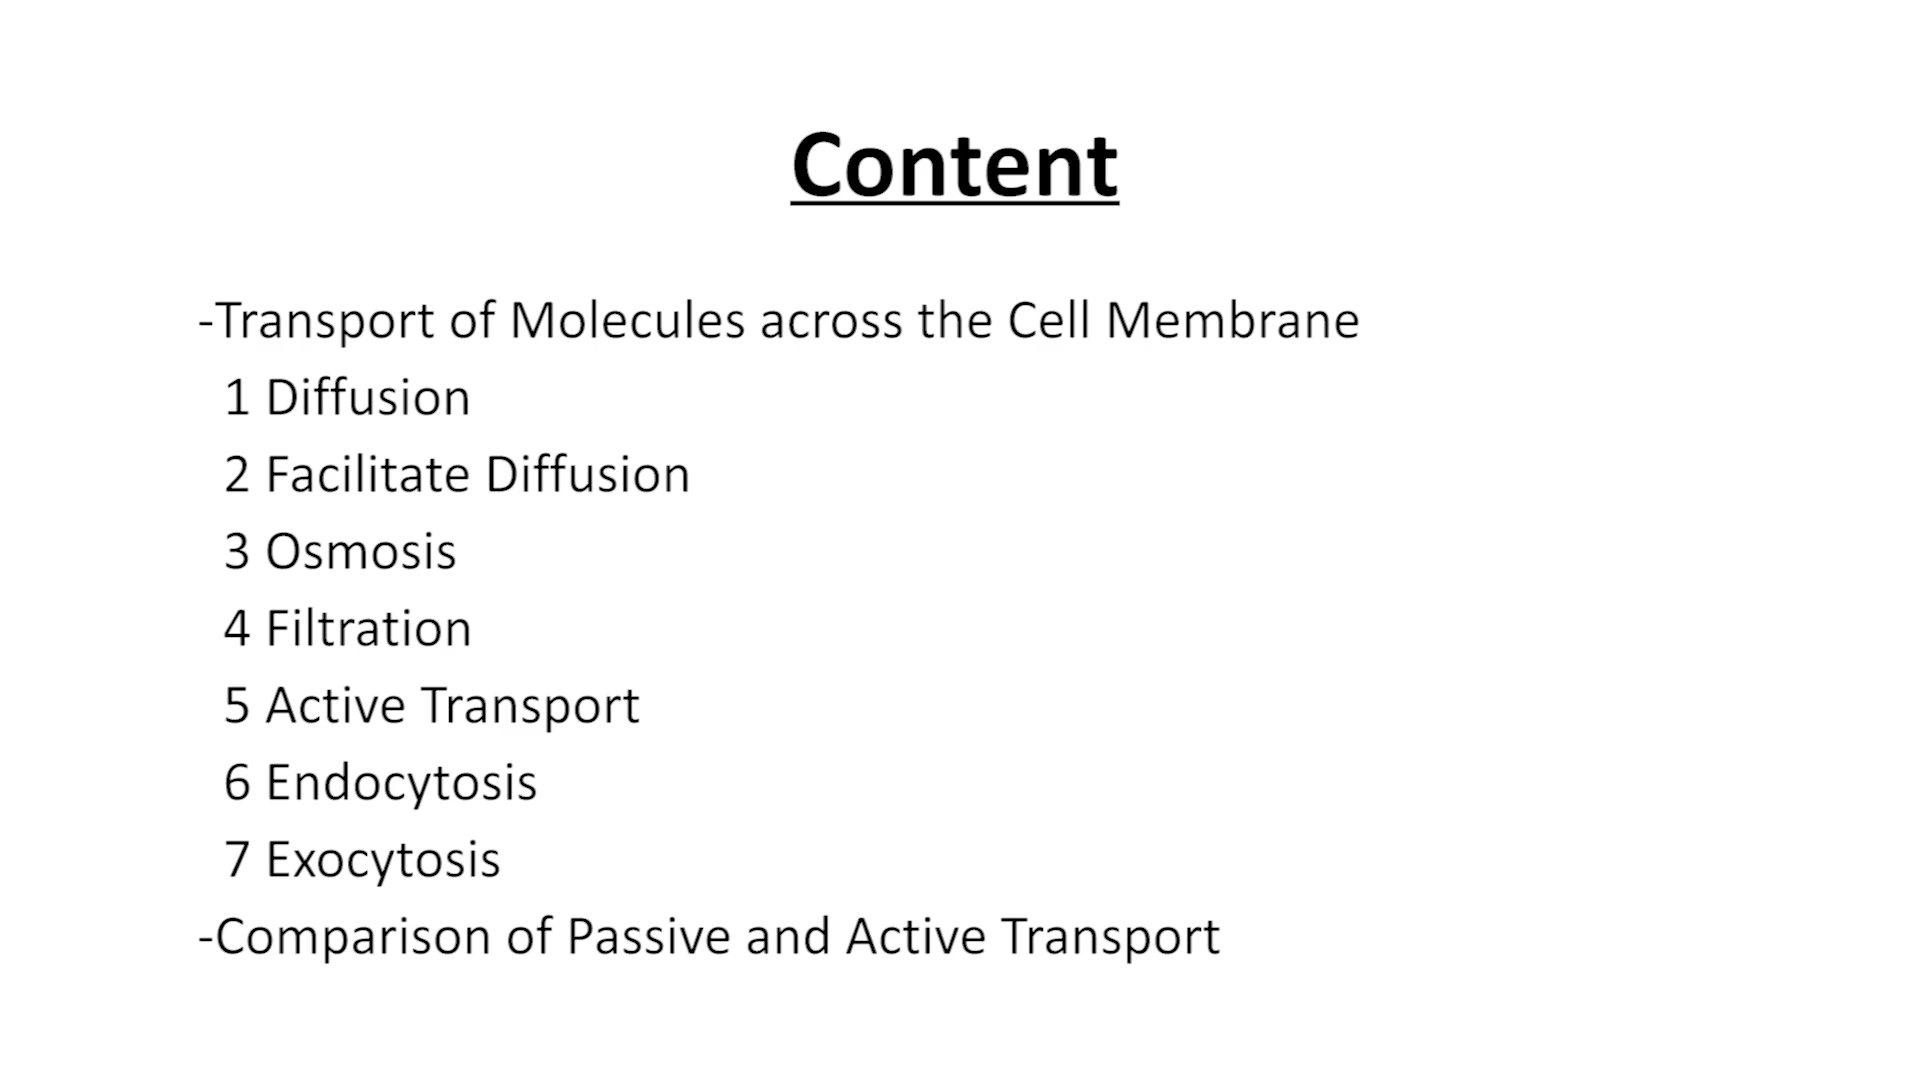 Content
-Transport of Molecules across the Cell Membrane
1 Diffusion
2 Facilitate Diffusion
3 Osmosis
4 Filtration
5 Active Transport
6 Endocytosis
7 Exocytosis
-Comparison of Passive and Active Transport